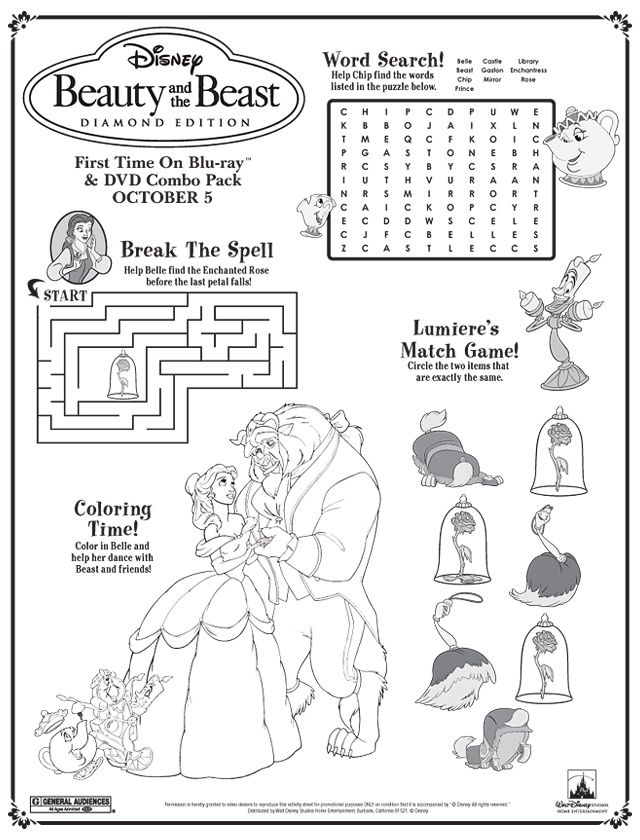 Disney
Beauty and the Beast
DIAMOND EDITION
First Time On Blu-ray™
& DVD Combo Pack
OCTOBER 5
Word Search!
Help Chip find the words
listed in the puzzle below.
Belle Castle Library
Beast Gaston Enchantress
Chip Mirror Rose
Prince
C H I P C D P U W E
K B B O J A I X L N
T M E Q C F K O I C
P G A S T O N E B H
R C S Y B Y C S R A
I U T H V U R A A N
N R S M I R R O R T
C A I C K O P C Y R
E C D D W S C E L E
C J F C B E L L E S
Z C A S T L E C C S
Break The Spell
Help Belle find the Enchanted Rose
before the last petal falls!
START
Lumiere's
Match Game!
Circle the two items that
are exactly the same.
Coloring
Time!
Color in Belle and
help her dance with
Beast and friends!
G GENERAL AUDIENCES
All Ages Admitted
Permission is hereby granted to video dealers to reproduce this activity sheet for promotional purposes ONLY on condition that it is accompanied by "© Disney All rights reserved."
Distributed by Walt Disney Studios Home Entertainment, Burbank, California 91521. © Disney
WALT DISNEY STUDIOS
HOME ENTERTAINMENT